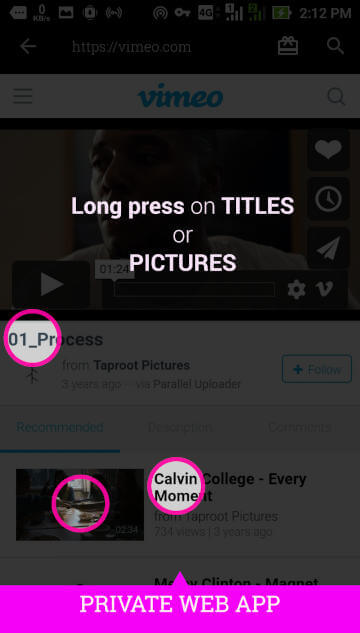 0
KB/s
4G
1
2
2:12 PM
https://vimeo.com
vimeo
Long press on TITLES
or
PICTURES
01:24
01_Process
from Taproot Pictures
3 years ago — via Parallel Uploader
+ Follow
Recommended
Description
Comments
02:34
Calvin College - Every
Moment
from Taproot Pictures
734 views | 3 years ago
Clinton - Magnet
PRIVATE WEB APP